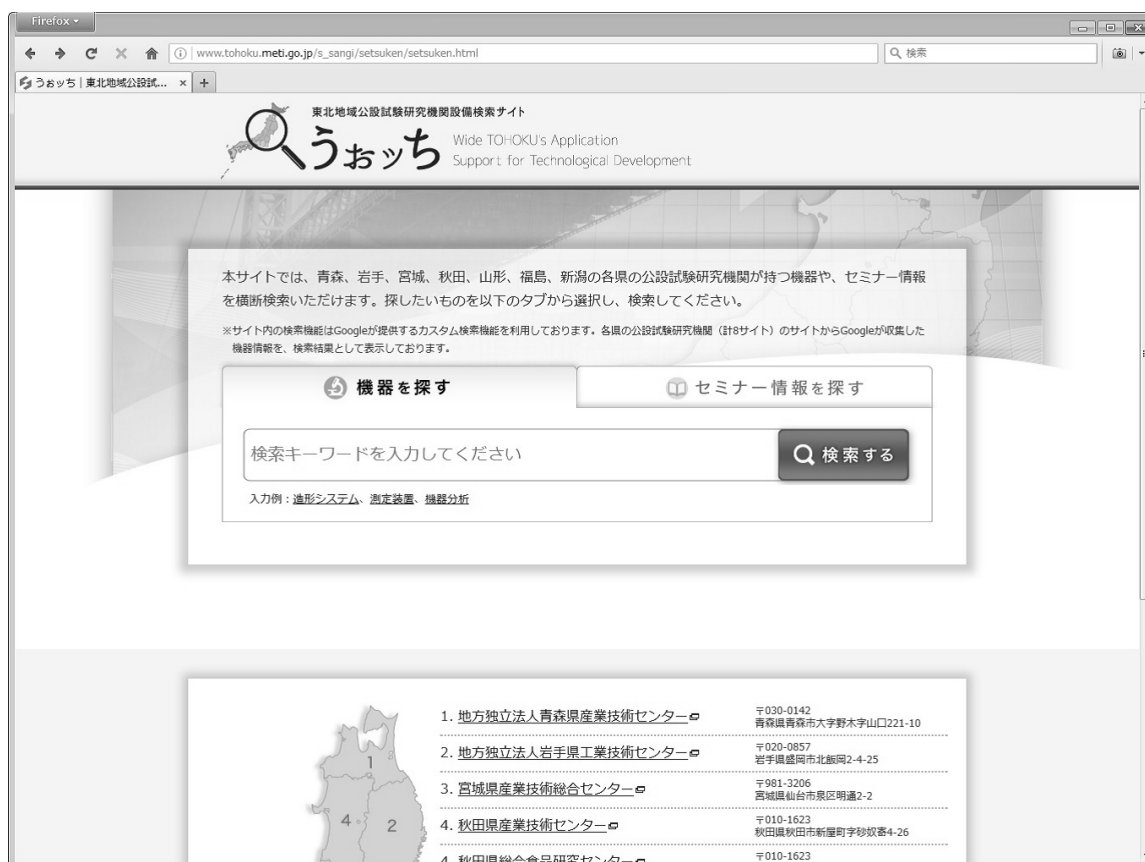 Firefox
www.tohoku.meti.go.jp/s_sangi/setsuken/setsuken.html
検索
うぉッち | 東北地域公設試...
東北地域公設試験研究機関設備検索サイト
うぉッち
Wide TOHOKU's Application
Support for Technological Development
本サイトでは、青森、岩手、宮城、秋田、山形、福島、新潟の各県の公設試験研究機関が持つ機器や、セミナー情報
を横断検索いただけます。探したいものを以下のタブから選択し、検索してください。
※サイト内の検索機能はGoogleが提供するカスタム検索機能を利用しております。各県の公設試験研究機関（計8サイト）のサイトからGoogleが収集した
機器情報を、検索結果として表示しております。
機器を探す
セミナー情報を探す
検索キーワードを入力してください
検索する
入力例：造形システム、測定装置、機器分析
1. 地方独立法人青森県産業技術センター
〒030-0142
青森県青森市大字野木字山口221-10
2. 地方独立法人岩手県工業技術センター
〒020-0857
岩手県盛岡市北飯岡2-4-25
3. 宮城県産業技術総合センター
〒981-3206
宮城県仙台市泉区明通2-2
4. 秋田県産業技術センター
〒010-1623
秋田県秋田市新屋町字砂奴寄4-26
4. 秋田県総合食品研究センター
〒010-1623
1
4
2